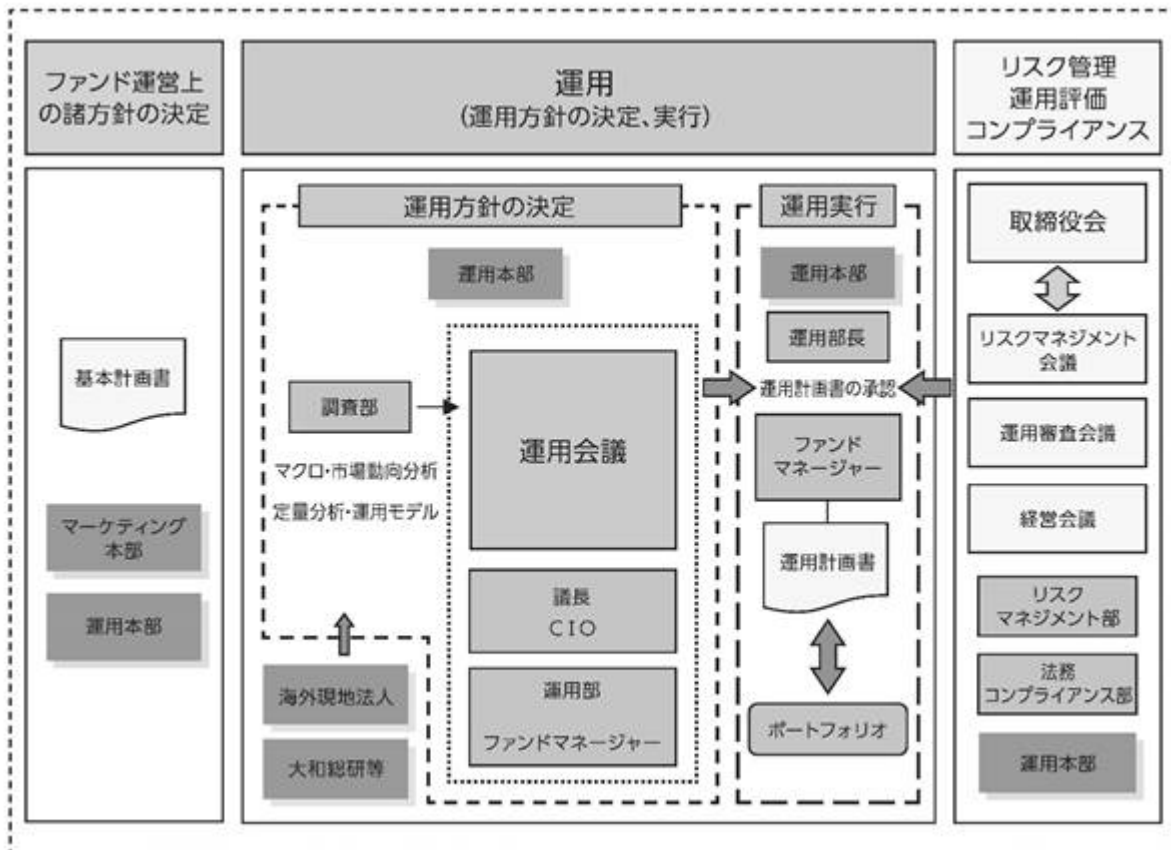 ファンド運営上
の諸方針の決定
基本計画書
マーケティング
本部
運用本部
運用
(運用方針の決定、実行)
運用方針の決定
運用本部
調査部
マクロ・市場動向分析
定量分析・運用モデル
海外現地法人
大和総研等
運用会議
議長
CIO
運用部
ファンドマネージャー
運用実行
運用本部
運用部長
運用計画書の承認
ファンド
マネージャー
運用計画書
ポートフォリオ
リスク管理
運用評価
コンプライアンス
取締役会
リスクマネジメント
会議
運用審査会議
経営会議
リスク
マネジメント部
法務
コンプライアンス部
運用本部